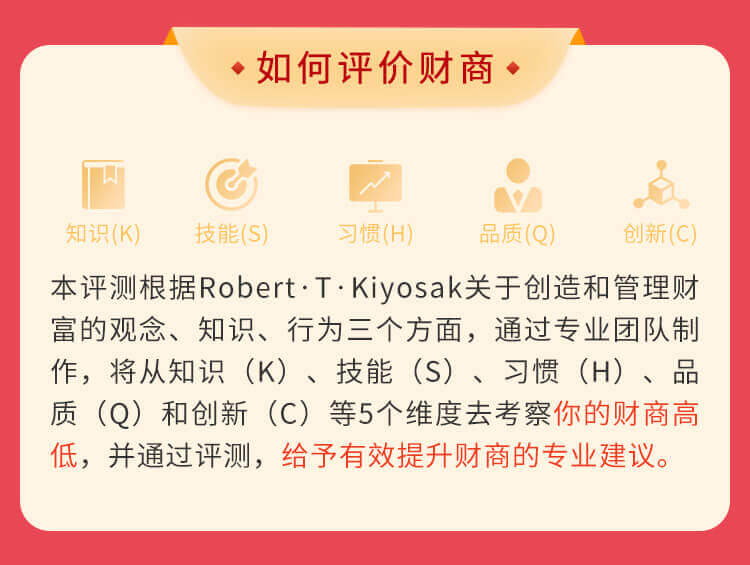 如何评价财商
知识(K) 技能(S) 习惯(H) 品质(Q) 创新(C)
本评测根据Robert·T·Kiyosak关于创造和管理财
富的观念、知识、行为三个方面，通过专业团队制
作，将从知识（K）、技能（S）、习惯（H）、品
质（Q）和创新（C）等5个维度去考察你的财商高
低，并通过评测，给予有效提升财商的专业建议。